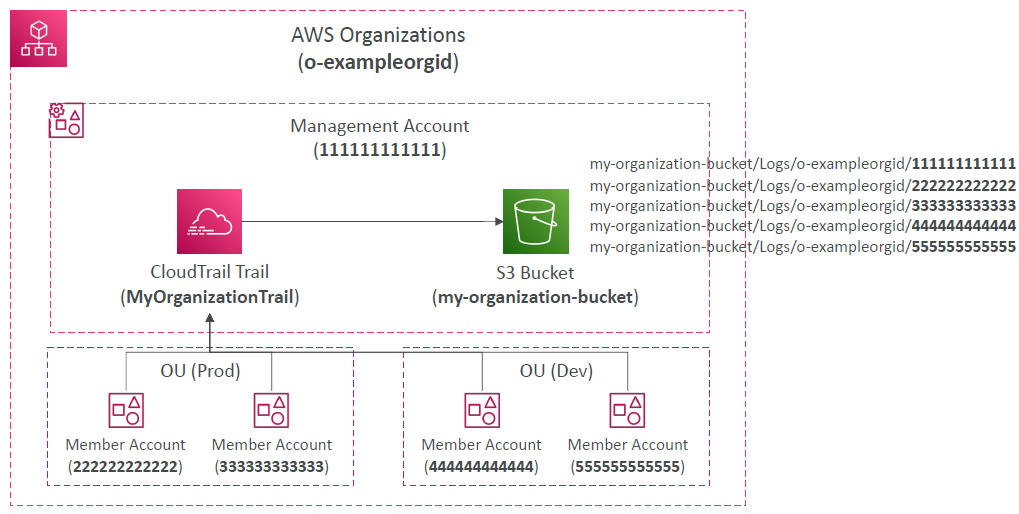 AWS Organizations
(o-exampleorgid)
Management Account
(111111111111)
my-organization-bucket/Logs/o-exampleorgid/111111111111
my-organization-bucket/Logs/o-exampleorgid/222222222222
my-organization-bucket/Logs/o-exampleorgid/333333333333
my-organization-bucket/Logs/o-exampleorgid/444444444444
my-organization-bucket/Logs/o-exampleorgid/555555555555
CloudTrail Trail
(MyOrganizationTrail)
S3 Bucket
(my-organization-bucket)
OU (Prod)
OU (Dev)
Member Account
(222222222222)
Member Account
(333333333333)
Member Account
(444444444444)
Member Account
(555555555555)